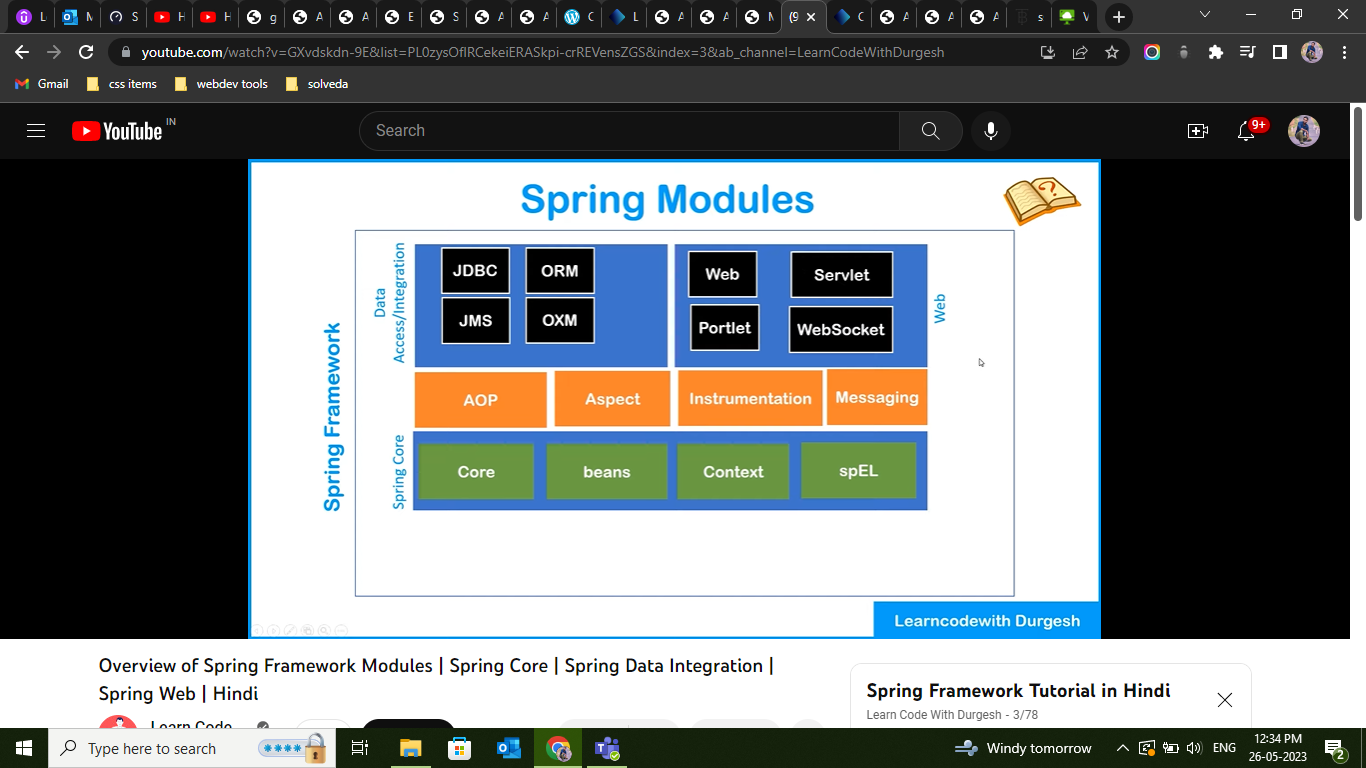 youtube.com/watch?v=GXvdskdn-9E&list=PL0zysOflRCekeiERASkpi-crREVensZGS&index=3&ab_channel=LearnCodeWithDurgesh
Gmail css items webdev tools solveda
YouTube IN
Search
9+
Spring Modules
Spring Framework
Data
Access/Integration
JDBC ORM
JMS OXM
Web Servlet
Portlet WebSocket
Web
AOP Aspect Instrumentation Messaging
Spring Core
Core beans Context spEL
Learncodewith Durgesh
Overview of Spring Framework Modules | Spring Core | Spring Data Integration |
Spring Web | Hindi
Learn Code
Spring Framework Tutorial in Hindi
Learn Code With Durgesh - 3/78
Type here to search
Windy tomorrow
ENG
12:34 PM
26-05-2023
2